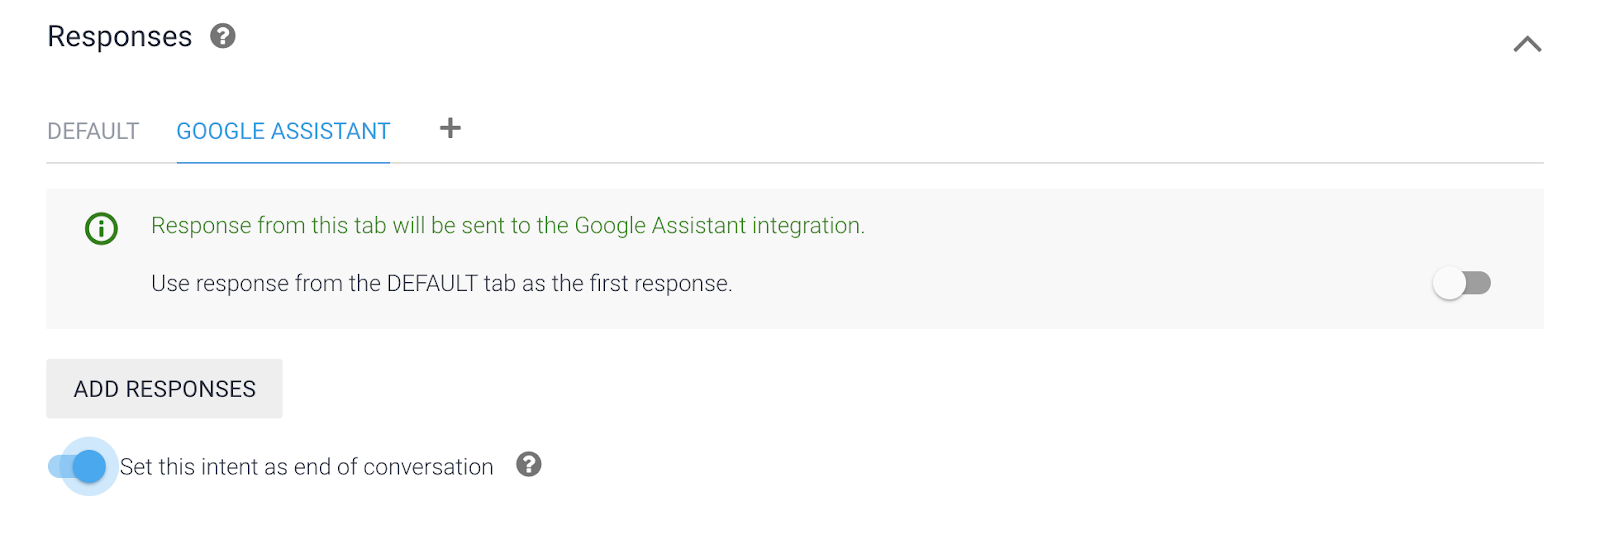 Responses ?
DEFAULT GOOGLE ASSISTANT +
Response from this tab will be sent to the Google Assistant integration.
Use response from the DEFAULT tab as the first response.
ADD RESPONSES
Set this intent as end of conversation ?